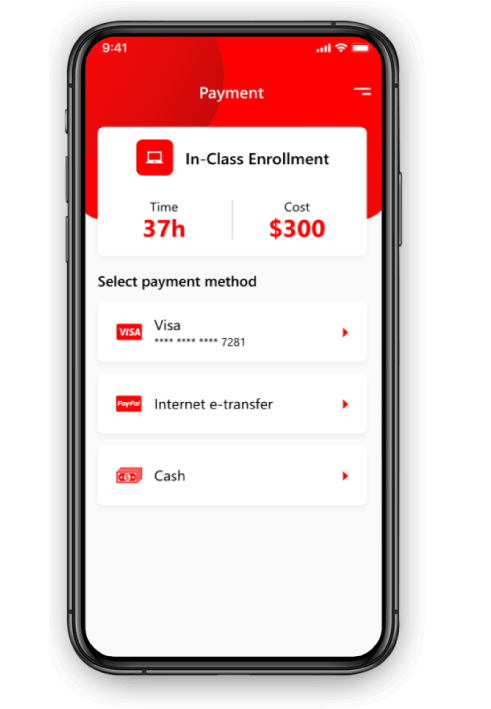 9:41
Payment
In-Class Enrollment
Time
Cost
37h
$300
Select payment method
VISA
Visa
**** **** **** 7281
PayPal
Internet e-transfer
Cash